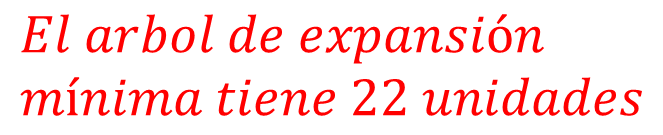 El arbol de expansión
mínima tiene 22 unidades